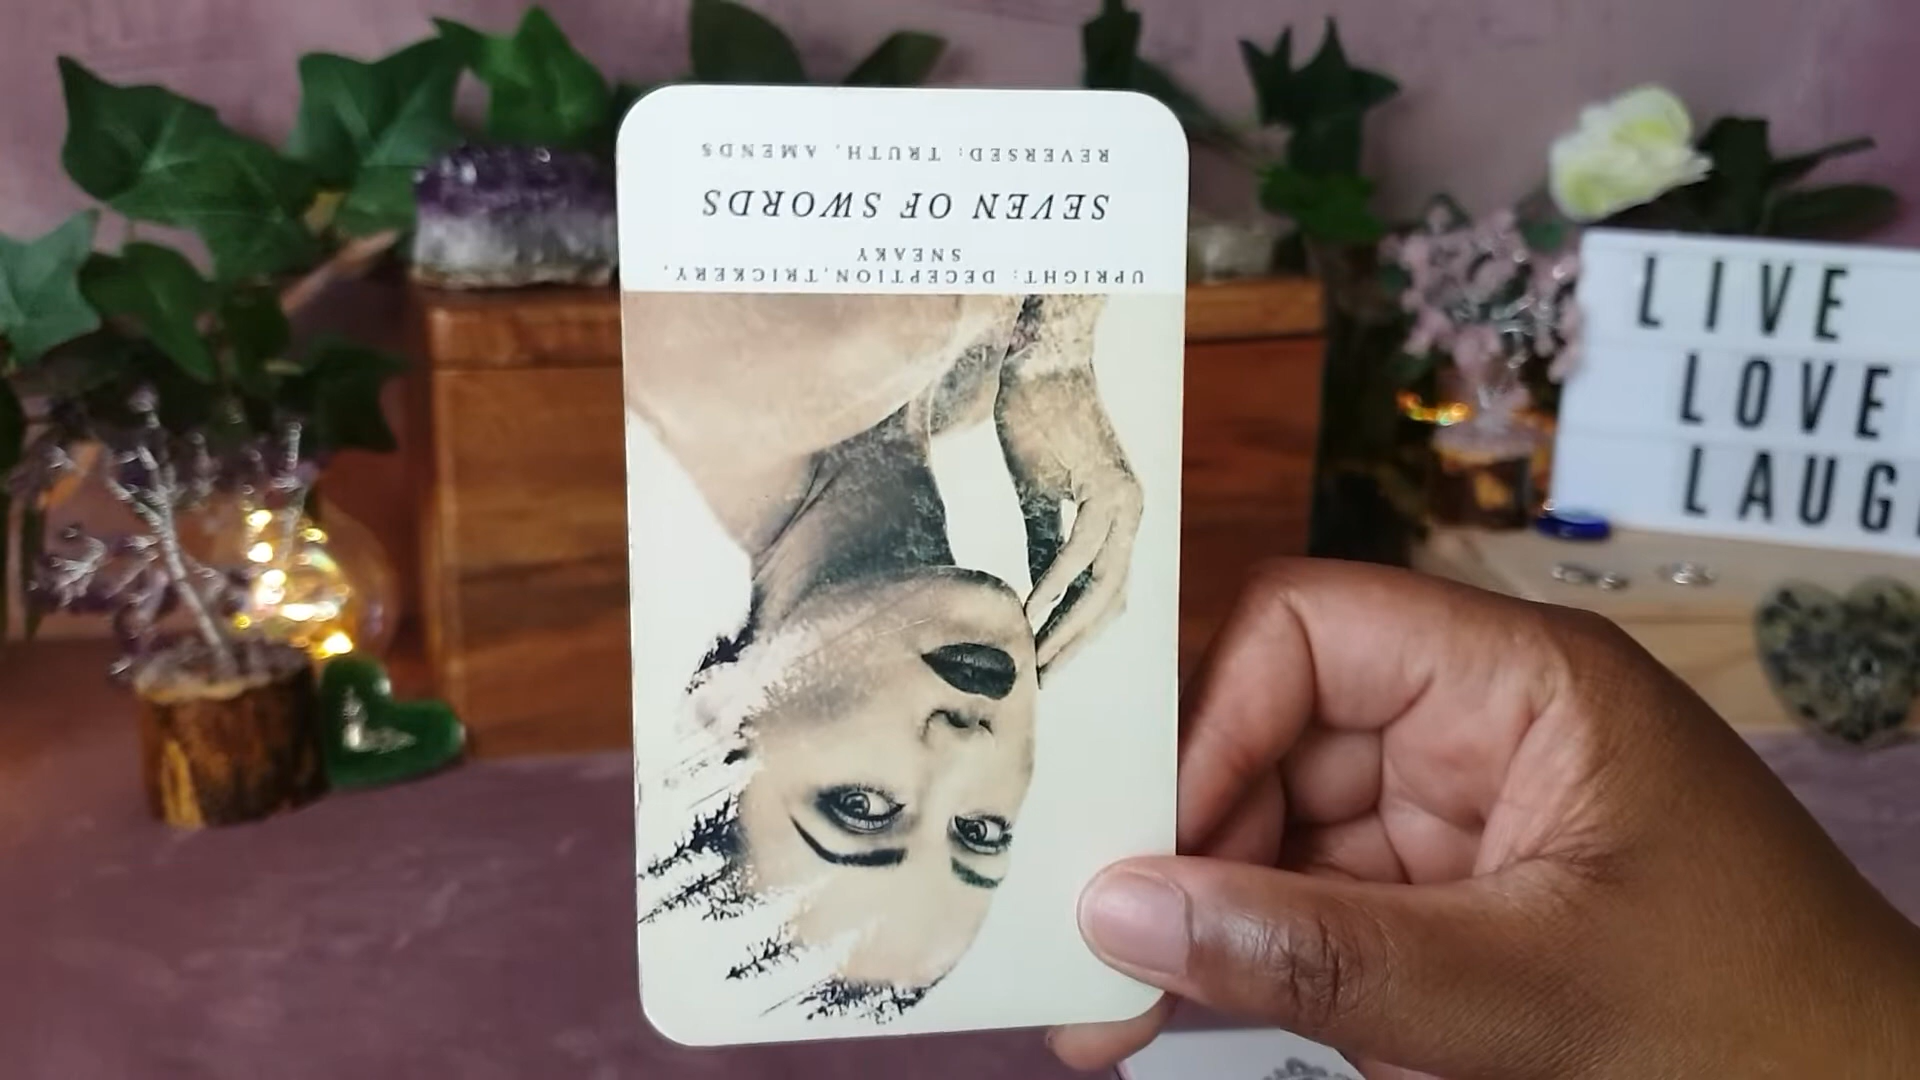 UPRIGHT: DECEPTION, TRICKERY,
SNEAKY
SEVEN OF SWORDS
REVERSED: TRUTH, AMENDS
LIVE
LOVE
LAUG